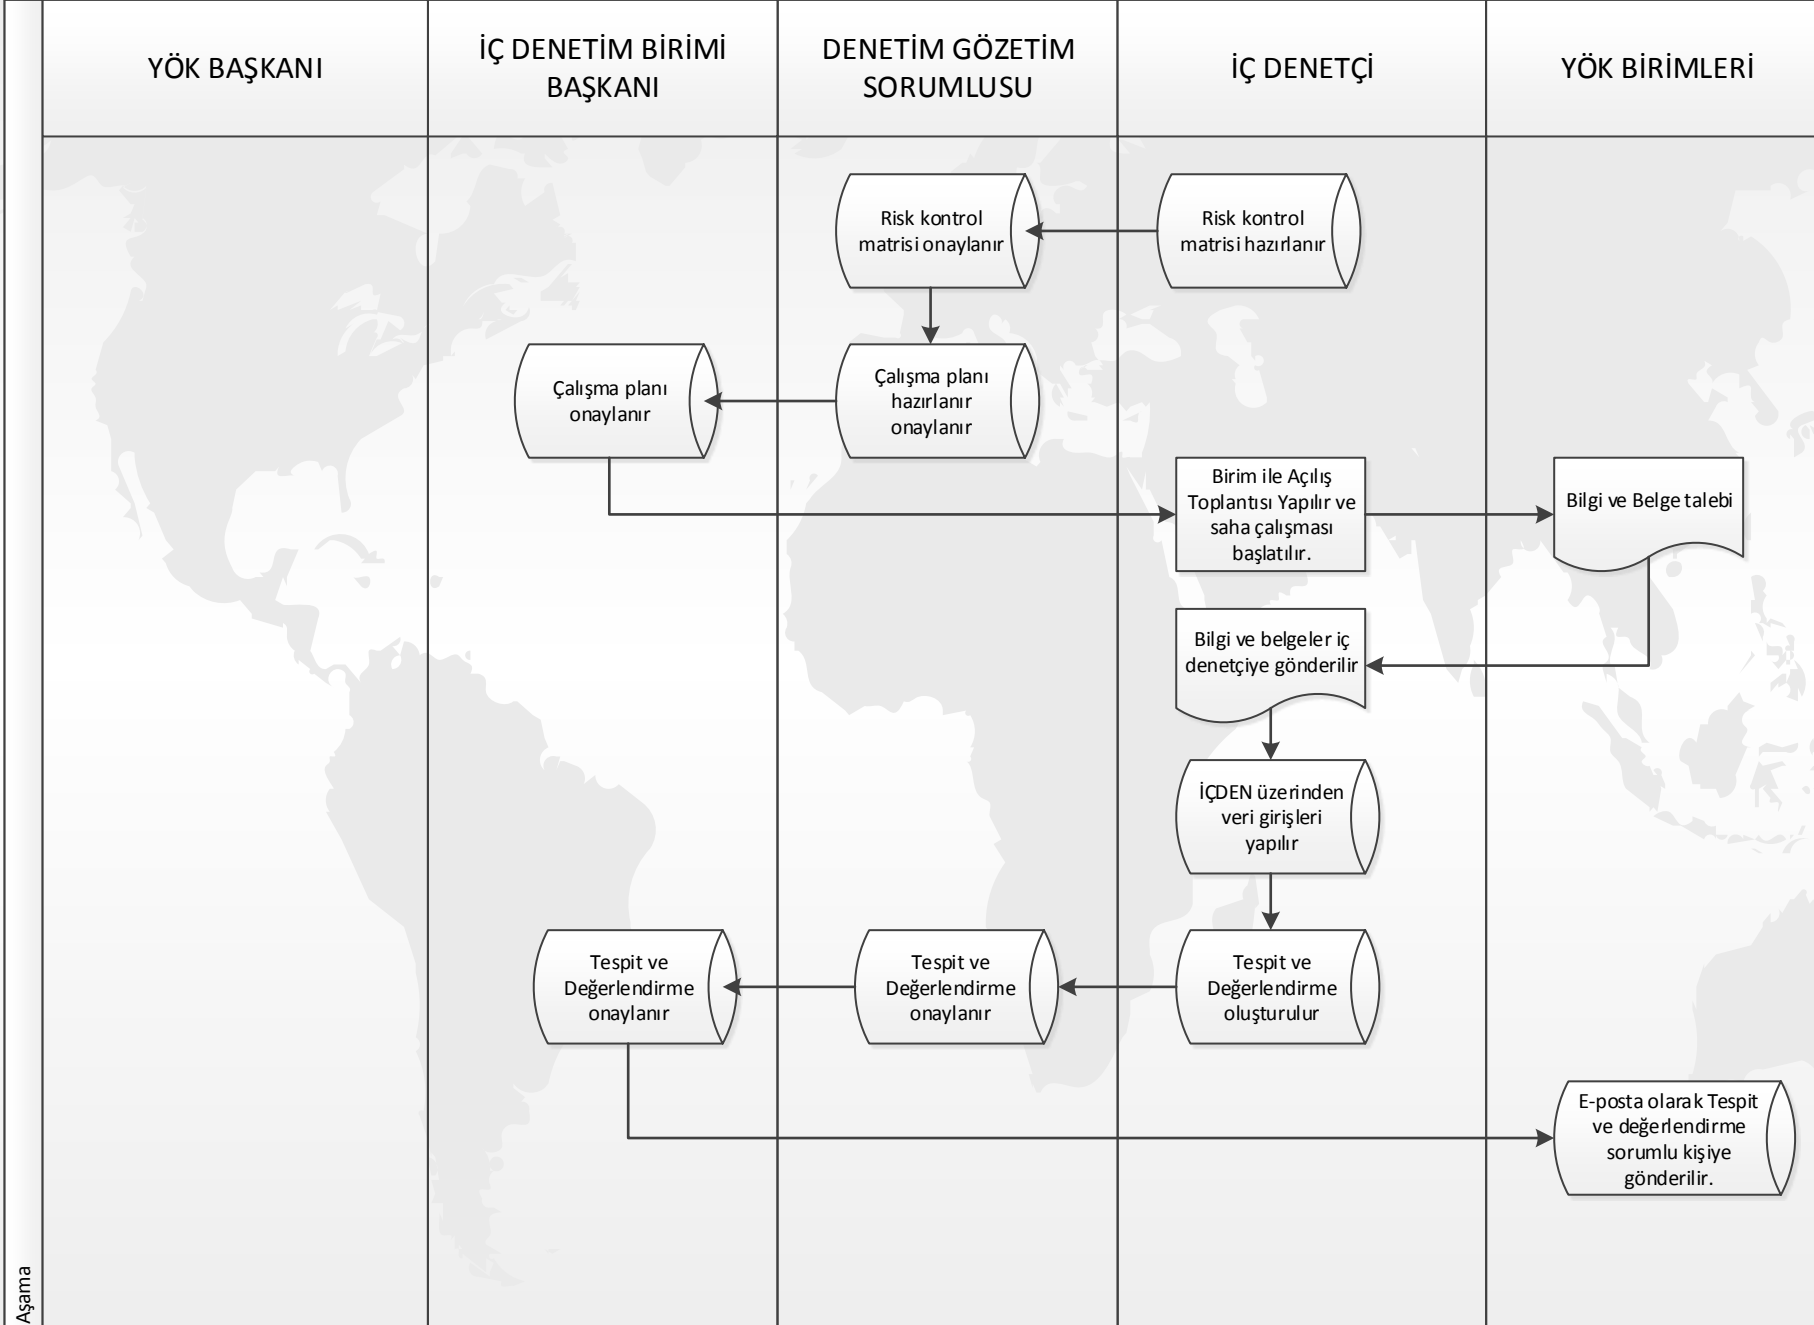 YÖK BAŞKANI
İÇ DENETİM BİRİMİ
BAŞKANI
DENETİM GÖZETİM
SORUMLUSU
İÇ DENETÇİ
YÖK BİRİMLERİ
Risk kontrol
matrisi onaylanır
Risk kontrol
matrisi hazırlanır
Çalışma planı
onaylanır
Çalışma planı
hazırlanır
onaylanır
Birim ile Açılış
Toplantısı Yapılır ve
saha çalışması
başlatılır.
Bilgi ve Belge talebi
Bilgi ve belgeler iç
denetçiye gönderilir
İÇDEN üzerinden
veri girişleri
yapılır
Tespit ve
Değerlendirme
onaylanır
Tespit ve
Değerlendirme
onaylanır
Tespit ve
Değerlendirme
oluşturulur
E-posta olarak Tespit
ve değerlendirme
sorumlu kişiye
gönderilir.
Aşama